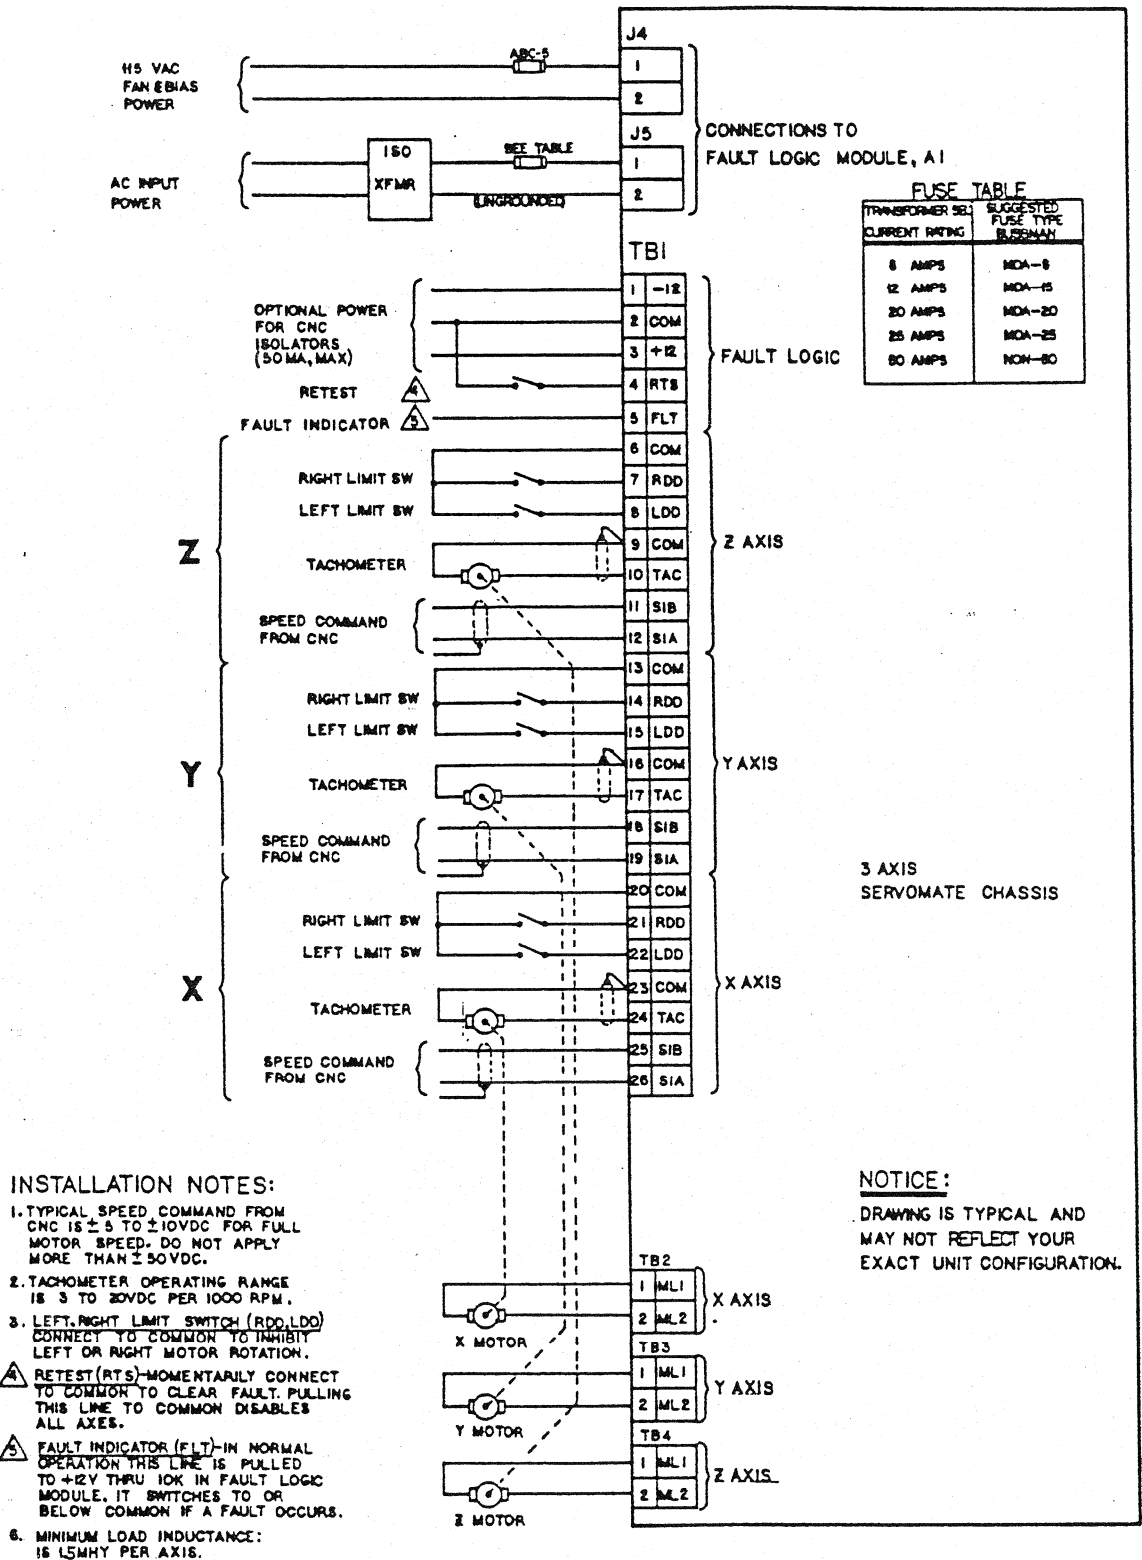 J4
115 VAC
FAN & BIAS
POWER
ABC-5
1
2
J5
AC INPUT
POWER
ISO
XFMR
SEE TABLE
(UNGROUNDED)
1
2
CONNECTIONS TO
FAULT LOGIC MODULE, A1
FUSE TABLE
TRANSFORMER SEC.
CURRENT RATING
SUGGESTED
FUSE TYPE
BUSSMAN
AMPS MDA-
12 AMPS MDA-15
20 AMPS MDA-20
25 AMPS MDA-25
AMPS NON-
TB1
OPTIONAL POWER
FOR CNC
ISOLATORS
(50 MA, MAX)
1 -12
2 COM
3 +12
RETEST 4
4 RTS
FAULT INDICATOR 5
5 FLT
FAULT LOGIC
Z
6 COM
RIGHT LIMIT SW
7 RDD
LEFT LIMIT SW
8 LDD
9 COM
TACHOMETER
10 TAC
SPEED COMMAND
FROM CNC
11 SIB
12 SIA
Z AXIS
Y
13 COM
RIGHT LIMIT SW
14 RDD
LEFT LIMIT SW
15 LDD
16 COM
TACHOMETER
17 TAC
SPEED COMMAND
FROM CNC
18 SIB
19 SIA
Y AXIS
X
20 COM
RIGHT LIMIT SW
21 RDD
LEFT LIMIT SW
22 LDD
23 COM
TACHOMETER
24 TAC
SPEED COMMAND
FROM CNC
25 SIB
26 SIA
X AXIS
3 AXIS
SERVOMATE CHASSIS
INSTALLATION NOTES:
1. TYPICAL SPEED COMMAND FROM
CNC IS ± 5 TO ±10VDC FOR FULL
MOTOR SPEED. DO NOT APPLY
MORE THAN ± 50VDC.
2. TACHOMETER OPERATING RANGE
IS 3 TO 20VDC PER 1000 RPM.
3. LEFT, RIGHT LIMIT SWITCH (RDD, LDD)
CONNECT TO COMMON TO INHIBIT
LEFT OR RIGHT MOTOR ROTATION.
4 RETEST (RTS)-MOMENTARILY CONNECT
TO COMMON TO CLEAR FAULT. PULLING
THIS LINE TO COMMON DISABLES
ALL AXES.
5 FAULT INDICATOR (FLT)-IN NORMAL
OPERATION THIS LINE IS PULLED
TO +12V THRU 10K IN FAULT LOGIC
MODULE. IT SWITCHES TO OR
BELOW COMMON IF A FAULT OCCURS.
6. MINIMUM LOAD INDUCTANCE:
IS 1.5MHY PER AXIS.
NOTICE:
DRAWING IS TYPICAL AND
MAY NOT REFLECT YOUR
EXACT UNIT CONFIGURATION.
TB2
1 ML1
2 ML2
X AXIS
X MOTOR
TB3
1 ML1
2 ML2
Y AXIS
Y MOTOR
TB4
1 ML1
2 ML2
Z AXIS
Z MOTOR